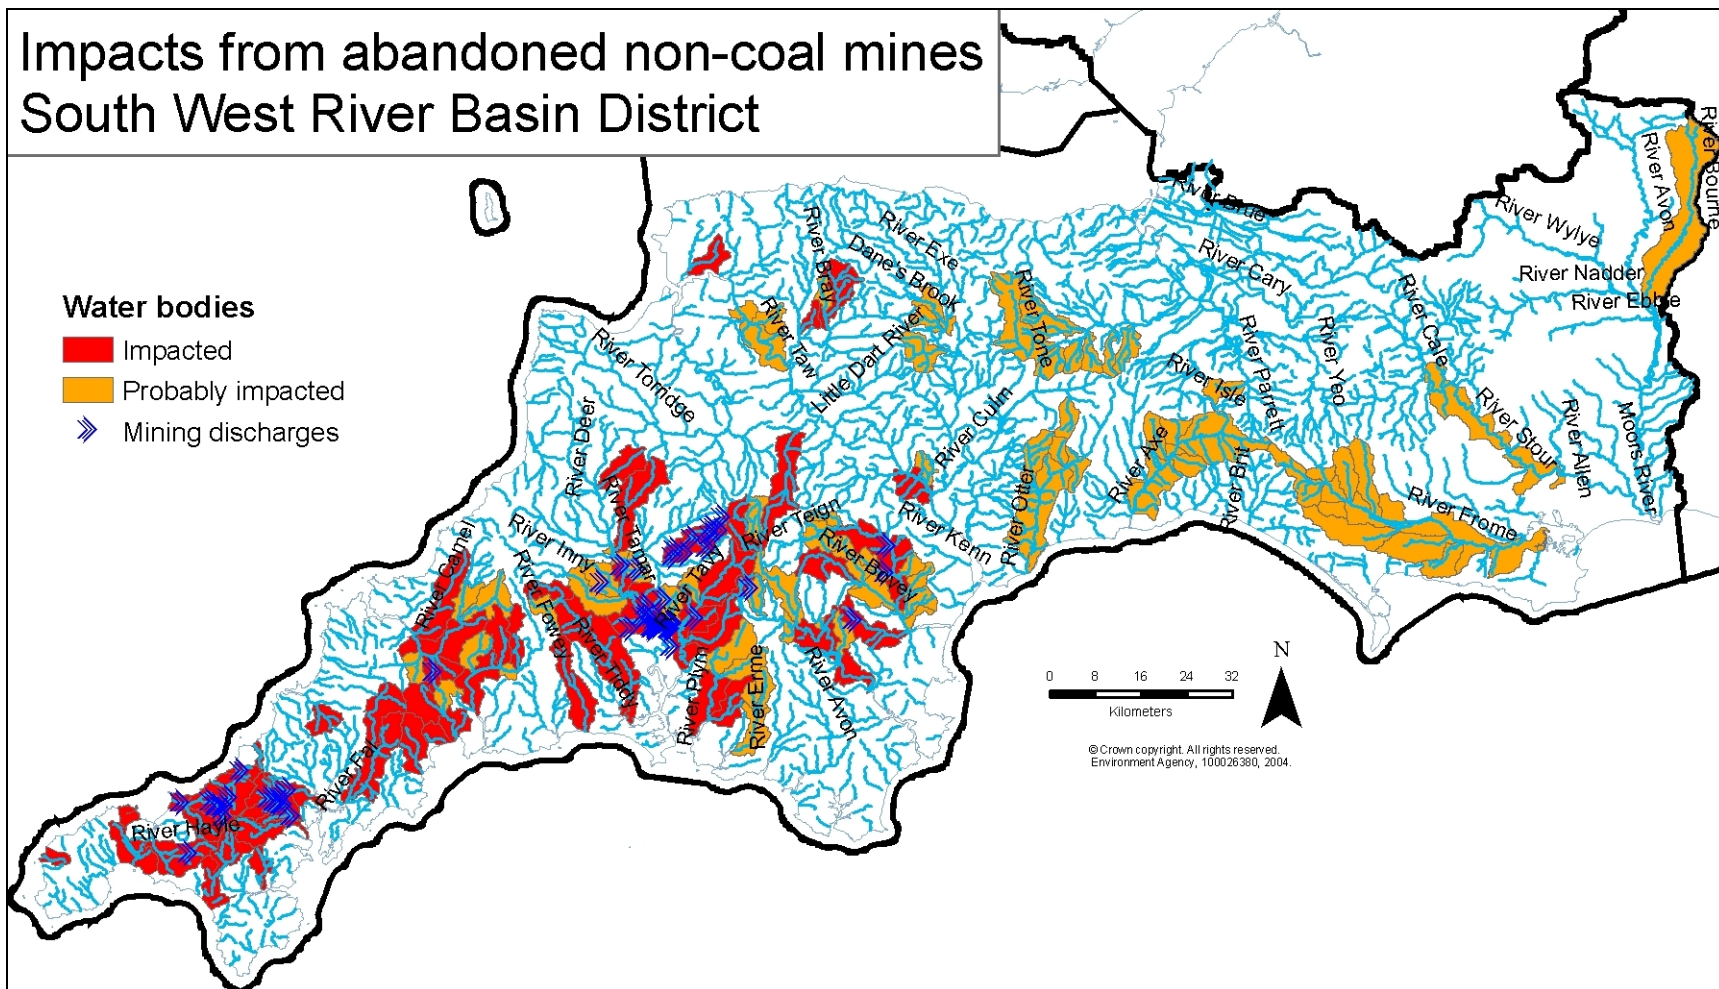 Impacts from abandoned non-coal mines
South West River Basin District
Water bodies
Impacted
Probably impacted
Mining discharges
River Bourne
River Avon
River Brue
River Wylye
River Exe
River Bray
Dane's Brook
River Cary
River Nadder
River Ebble
River Tone
River Cale
River Taw
Little Dart River
River Torridge
River Parrett
River Yeo
River Isle
River Stour
River Allen
Moors River
River Deer
River Culm
River Axe
River Brit
River Otter
River Frome
River Tamar
River Teign
River Kenn
River Inny
River Camel
River Tavy
River Bovey
River Fowey
River Tiddy
River Plym
River Erme
River Avon
River Fal
River Hayle
N
0 8 16 24 32
Kilometers
© Crown copyright. All rights reserved.
Environment Agency, 100026380, 2004.